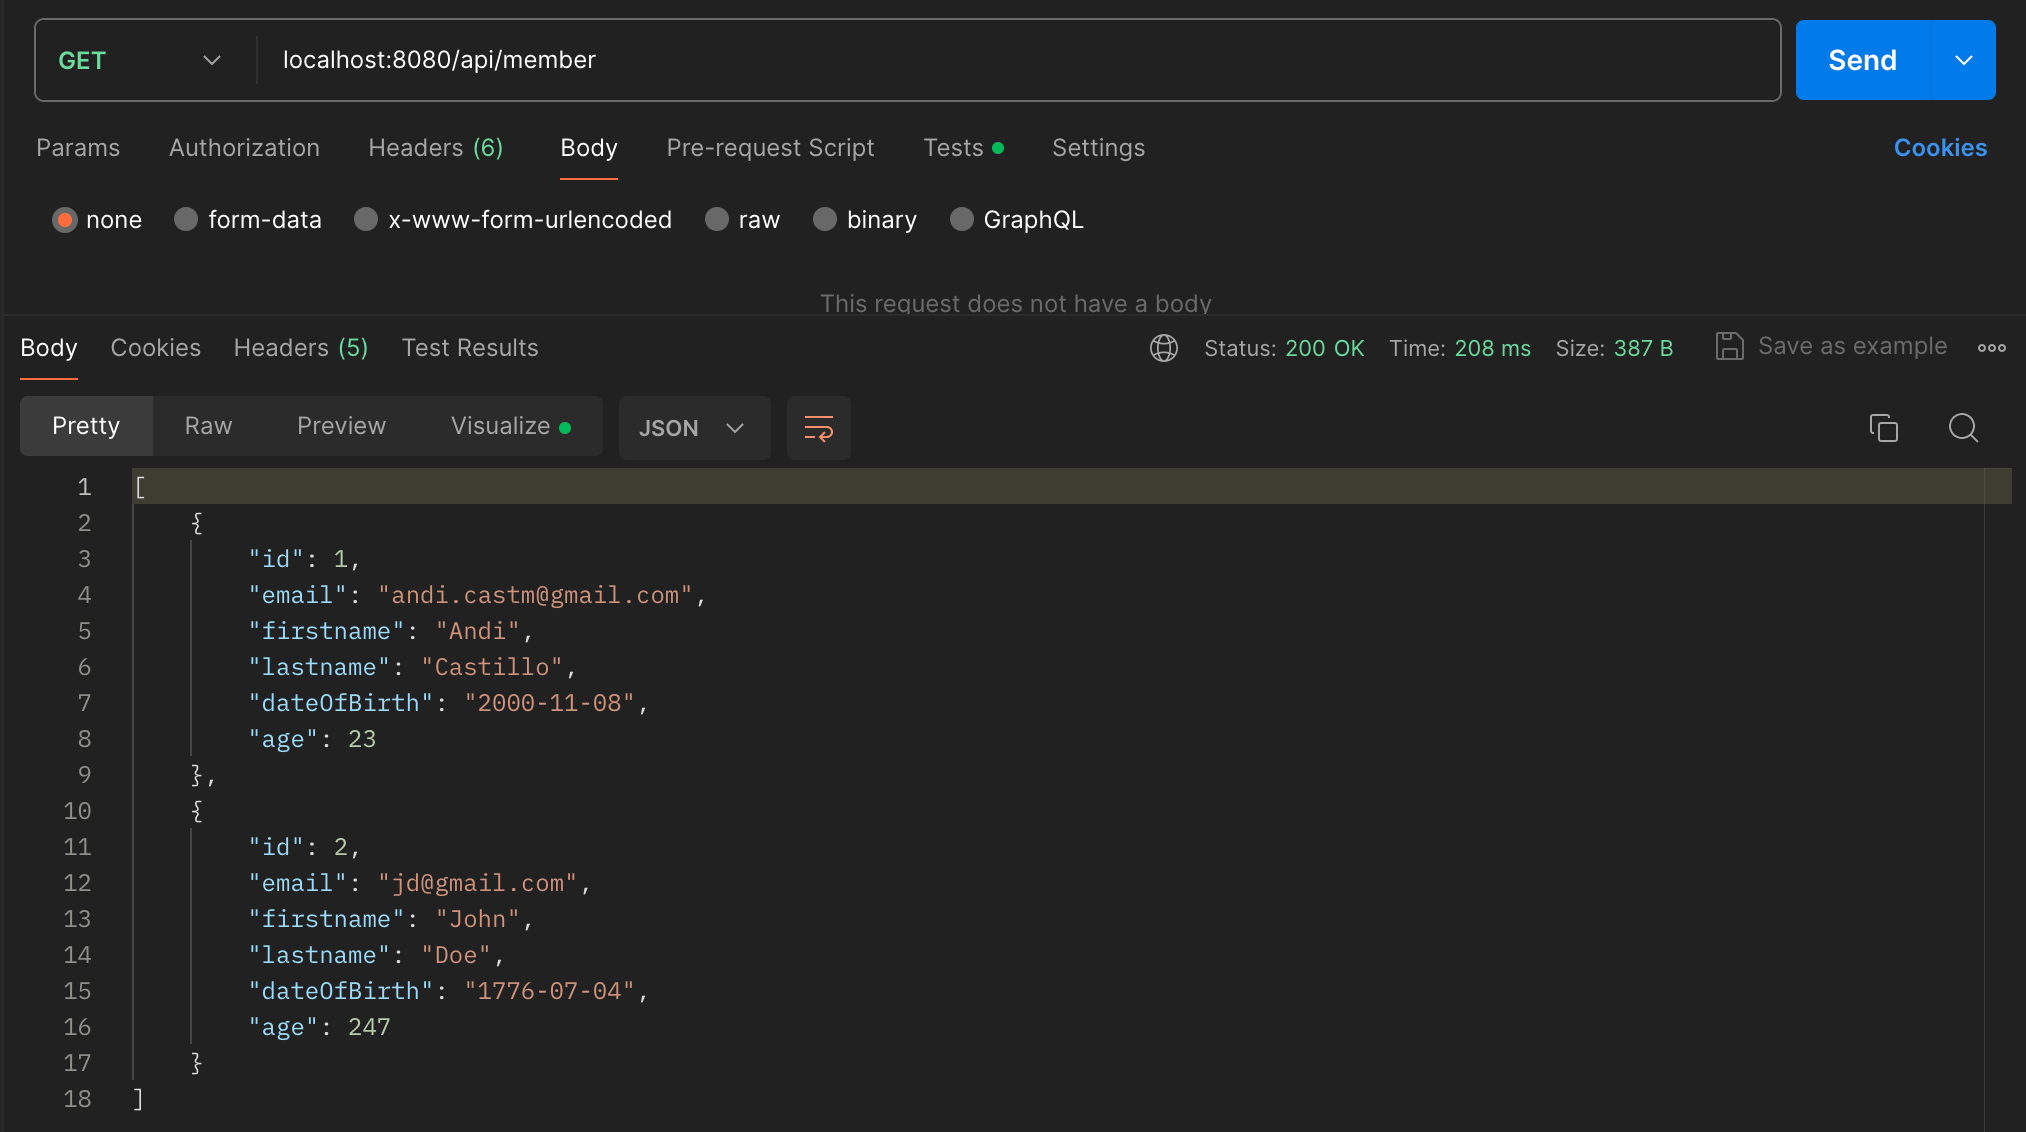 GET localhost:8080/api/member Send
Params Authorization Headers (6) Body Pre-request Script Tests Settings Cookies
none form-data x-www-form-urlencoded raw binary GraphQL
This request does not have a body
Body Cookies Headers (5) Test Results Status: 200 OK Time: 208 ms Size: 387 B Save as example
Pretty Raw Preview Visualize JSON
1 [
2 {
3 "id": 1,
4 "email": "andi.castm@gmail.com",
5 "firstname": "Andi",
6 "lastname": "Castillo",
7 "dateOfBirth": "2000-11-08",
8 "age": 23
9 },
10 {
11 "id": 2,
12 "email": "jd@gmail.com",
13 "firstname": "John",
14 "lastname": "Doe",
15 "dateOfBirth": "1776-07-04",
16 "age": 247
17 }
18 ]